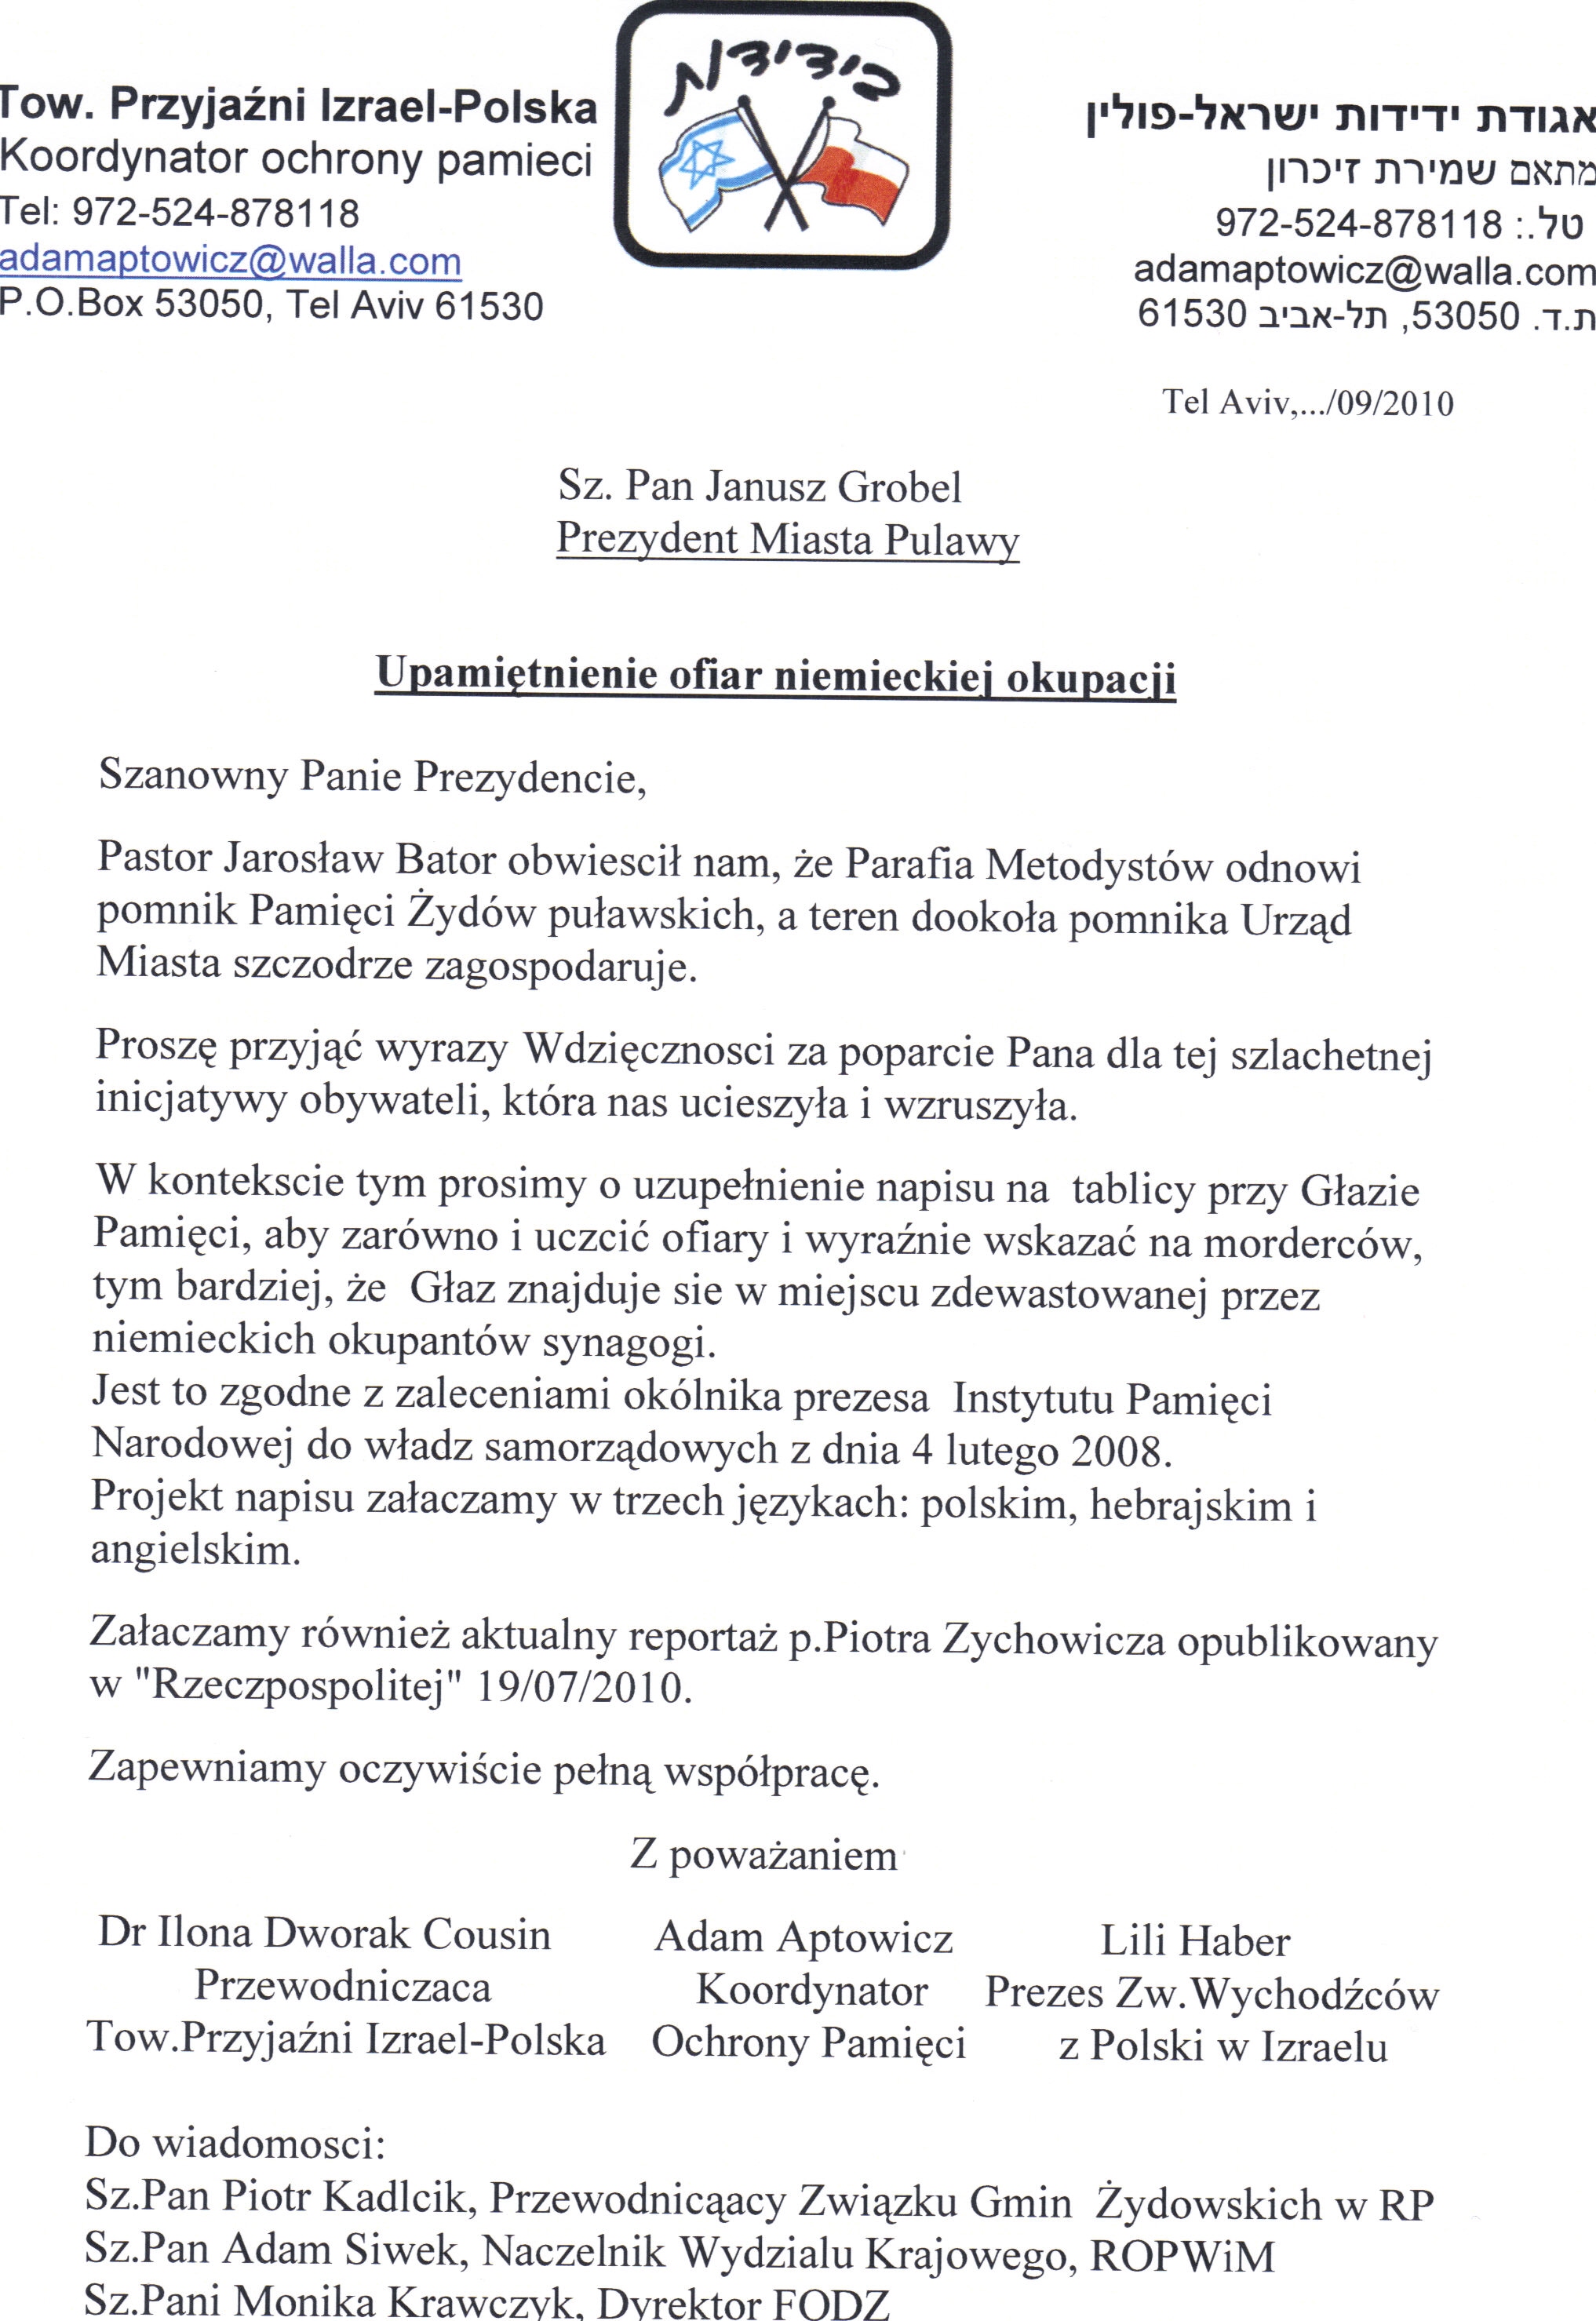 Tow. Przyjaźni Izrael-Polska
Koordynator ochrony pamieci
Tel: 972-524-878118
adamaptowicz@walla.com
P.O.Box 53050, Tel Aviv 61530
בידידות
אגודת ידידות ישראל-פולין
מתאם שמירת זיכרון
טל.: 972-524-878118
adamaptowicz@walla.com
ת.ד. 53050, תל-אביב 61530
Tel Aviv,.../09/2010
Sz. Pan Janusz Grobel
Prezydent Miasta Pulawy
Upamiętnienie ofiar niemieckiej okupacji
Szanowny Panie Prezydencie,
Pastor Jarosław Bator obwiescił nam, że Parafia Metodystów odnowi
pomnik Pamięci Żydów puławskich, a teren dookoła pomnika Urząd
Miasta szczodrze zagospodaruje.
Proszę przyjąć wyrazy Wdzięcznosci za poparcie Pana dla tej szlachetnej
inicjatywy obywateli, która nas ucieszyła i wzruszyła.
W kontekscie tym prosimy o uzupełnienie napisu na tablicy przy Głazie
Pamięci, aby zarówno i uczcić ofiary i wyraźnie wskazać na morderców,
tym bardziej, że Głaz znajduje sie w miejscu zdewastowanej przez
niemieckich okupantów synagogi.
Jest to zgodne z zaleceniami okólnika prezesa Instytutu Pamięci
Narodowej do władz samorządowych z dnia 4 lutego 2008.
Projekt napisu załaczamy w trzech językach: polskim, hebrajskim i
angielskim.
Załaczamy również aktualny reportaż p.Piotra Zychowicza opublikowany
w "Rzeczpospolitej" 19/07/2010.
Zapewniamy oczywiście pełną współpracę.
Z poważaniem
Dr Ilona Dworak Cousin Adam Aptowicz Lili Haber
Przewodniczaca Koordynator Prezes Zw.Wychodźców
Tow.Przyjaźni Izrael-Polska Ochrony Pamięci z Polski w Izraelu
Do wiadomosci:
Sz.Pan Piotr Kadlcik, Przewodnicąacy Związku Gmin Żydowskich w RP
Sz.Pan Adam Siwek, Naczelnik Wydzialu Krajowego, ROPWiM
Sz.Pani Monika Krawczyk, Dyrektor FODZ